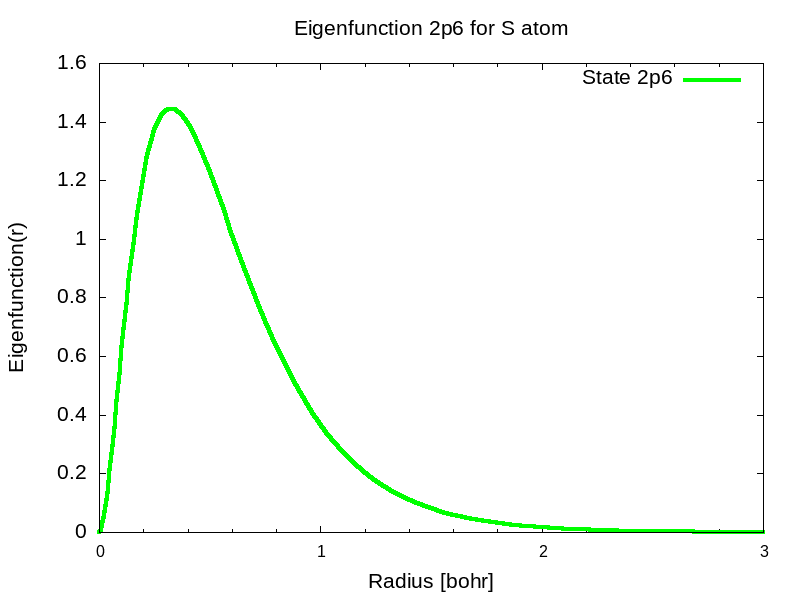 Eigenfunction 2p6 for S atom
State 2p6
1.6
1.4
1.2
1
0.8
0.6
0.4
0.2
0
Eigenfunction(r)
0 1 2 3
Radius [bohr]